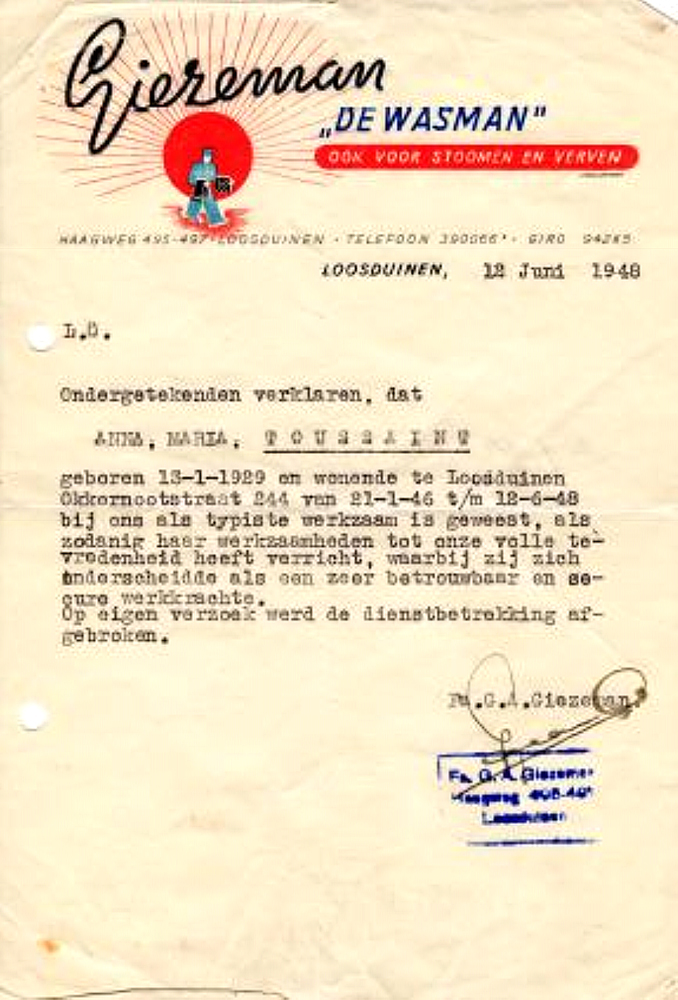 Giezeman
„DE WASMAN"
OOK VOOR STOOMEN EN VERVEN
HAAGWEG 495-497 · LOOSDUINEN · TELEFOON 390066* · GIRO 94285
LOOSDUINEN, 12 Juni 1948
L.S.
Ondergetekenden verklaren, dat
ANNA, MARIA, TOUSSAINT
geboren 13-1-1929 en wonende te Loosduinen
Okkernootstraat 244 van 21-1-46 t/m 12-6-48
bij ons als typiste werkzaam is geweest, als
zodanig haar werkzaamheden tot onze volle te-
vredenheid heeft verricht, waarbij zij zich
onderscheidde als een zeer betrouwbaar en se-
cure werkkrachte.
Op eigen verzoek werd de dienstbetrekking af-
gebroken.
Fa.G.A.Giezeman.
Fa. G. A. Giezeman
Haagweg 495-497
Loosduinen